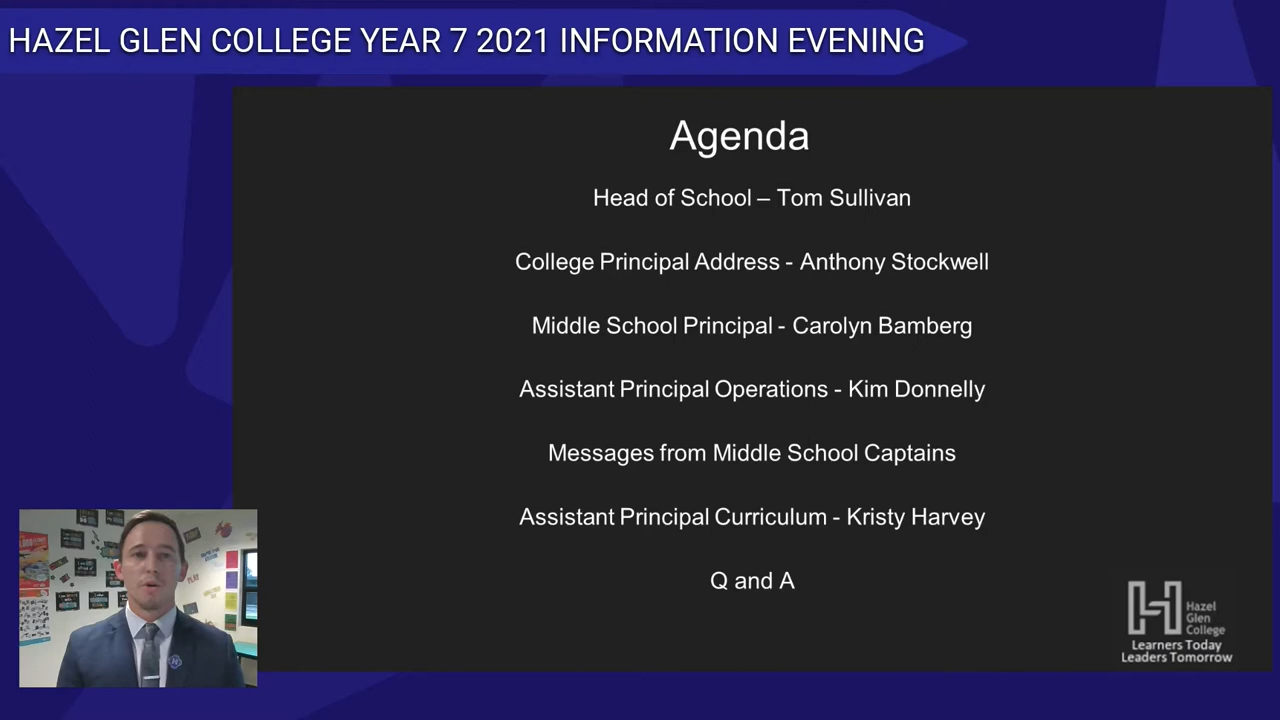 HAZEL GLEN COLLEGE YEAR 7 2021 INFORMATION EVENING
Agenda
Head of School – Tom Sullivan
College Principal Address - Anthony Stockwell
Middle School Principal - Carolyn Bamberg
Assistant Principal Operations - Kim Donnelly
Messages from Middle School Captains
Assistant Principal Curriculum - Kristy Harvey
Q and A
Hazel
Glen
College
Learners Today
Leaders Tomorrow